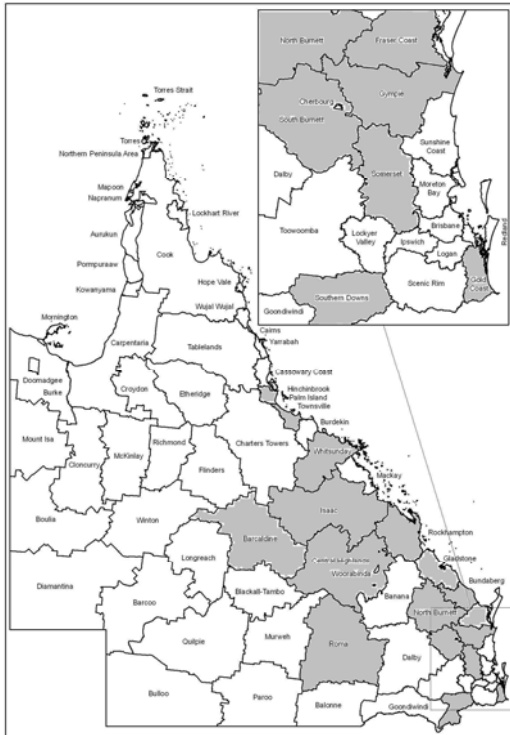 North Burnett
Fraser Coast
Gympie
Cherbourg
South Burnett
Sunshine
Coast
Dalby
Somerset
Moreton
Bay
Toowoomba
Lockyer
Valley
Brisbane
Ipswich
Redland
Logan
Gold
Coast
Scenic Rim
Southern Downs
Goondiwindi
Torres Strait
Torres
Northern Peninsula Area
Mapoon
Napranum
Lockhart River
Aurukun
Cook
Pormpuraaw
Hope Vale
Kowanyama
Wujal Wujal
Mornington
Cairns
Yarrabah
Carpentaria
Tablelands
Cassowary Coast
Doomadgee
Burke
Croydon
Etheridge
Hinchinbrook
Palm Island
Townsville
Burdekin
Mount Isa
Cloncurry
McKinlay
Richmond
Flinders
Charters Towers
Whitsunday
Mackay
Boulia
Winton
Isaac
Barcaldine
Rockhampton
Longreach
Central Highlands
Woorabinda
Gladstone
Diamantina
Blackall-Tambo
Bundaberg
Barcoo
Banana
North Burnett
Quilpie
Murweh
Roma
Dalby
Bulloo
Paroo
Balonne
Goondiwindi